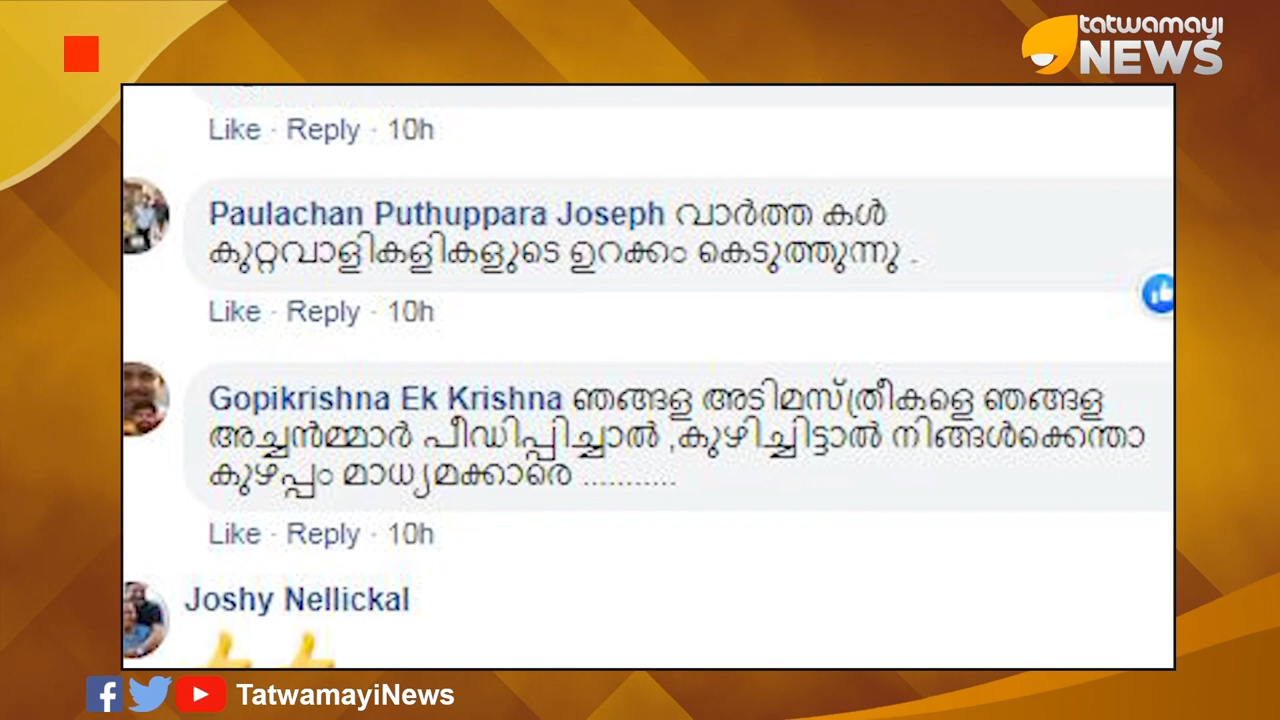 tatwamayi
NEWS
Like · Reply · 10h
Paulachan Puthuppara Joseph വാർത്ത കൾ
കുറ്റവാളികളികളുടെ ഉറക്കം കെടുത്തുന്നു .
Like · Reply · 10h
Gopikrishna Ek Krishna ഞങ്ങള അടിമസ്ത്രീകളെ ഞങ്ങള
അച്ചൻമ്മാർ പീഡിപ്പിച്ചാൽ ,കുഴിച്ചിട്ടാൽ നിങ്ങൾക്കെന്താ
കുഴപ്പം മാധ്യമക്കാരെ ...........
Like · Reply · 10h
Joshy Nellickal
TatwamayiNews